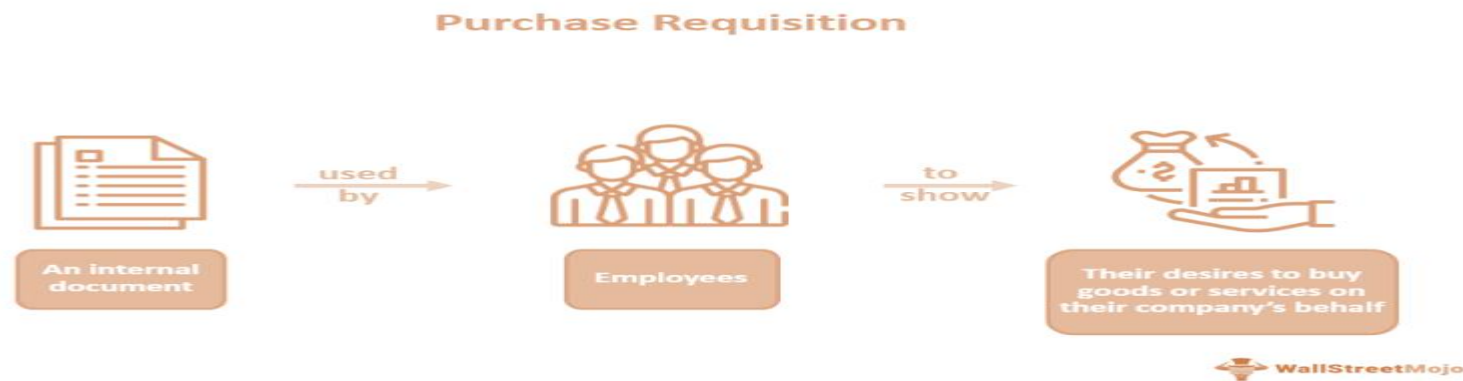 Purchase Requisition
used
by
to
show
An internal
document
Employees
Their desires to buy
goods or services on
their company's behalf
WallStreetMojo